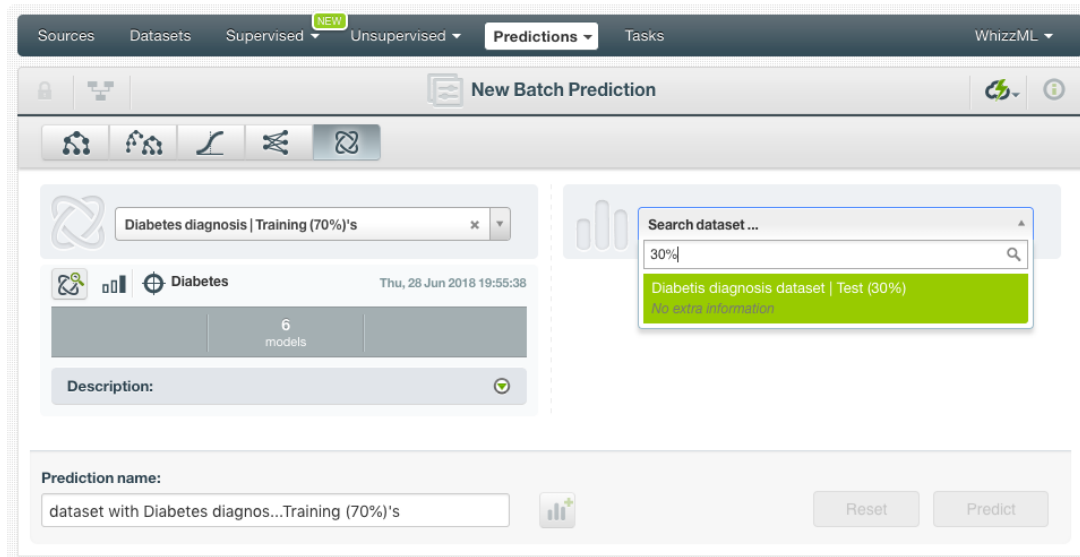 NEW
Sources Datasets Supervised Unsupervised Predictions Tasks WhizzML
New Batch Prediction
Diabetes diagnosis | Training (70%)'s
Search dataset ...
30%
Diabetis diagnosis dataset | Test (30%)
No extra information
Diabetes Thu, 28 Jun 2018 19:55:38
6
models
Description:
Prediction name:
dataset with Diabetes diagnos...Training (70%)'s Reset Predict